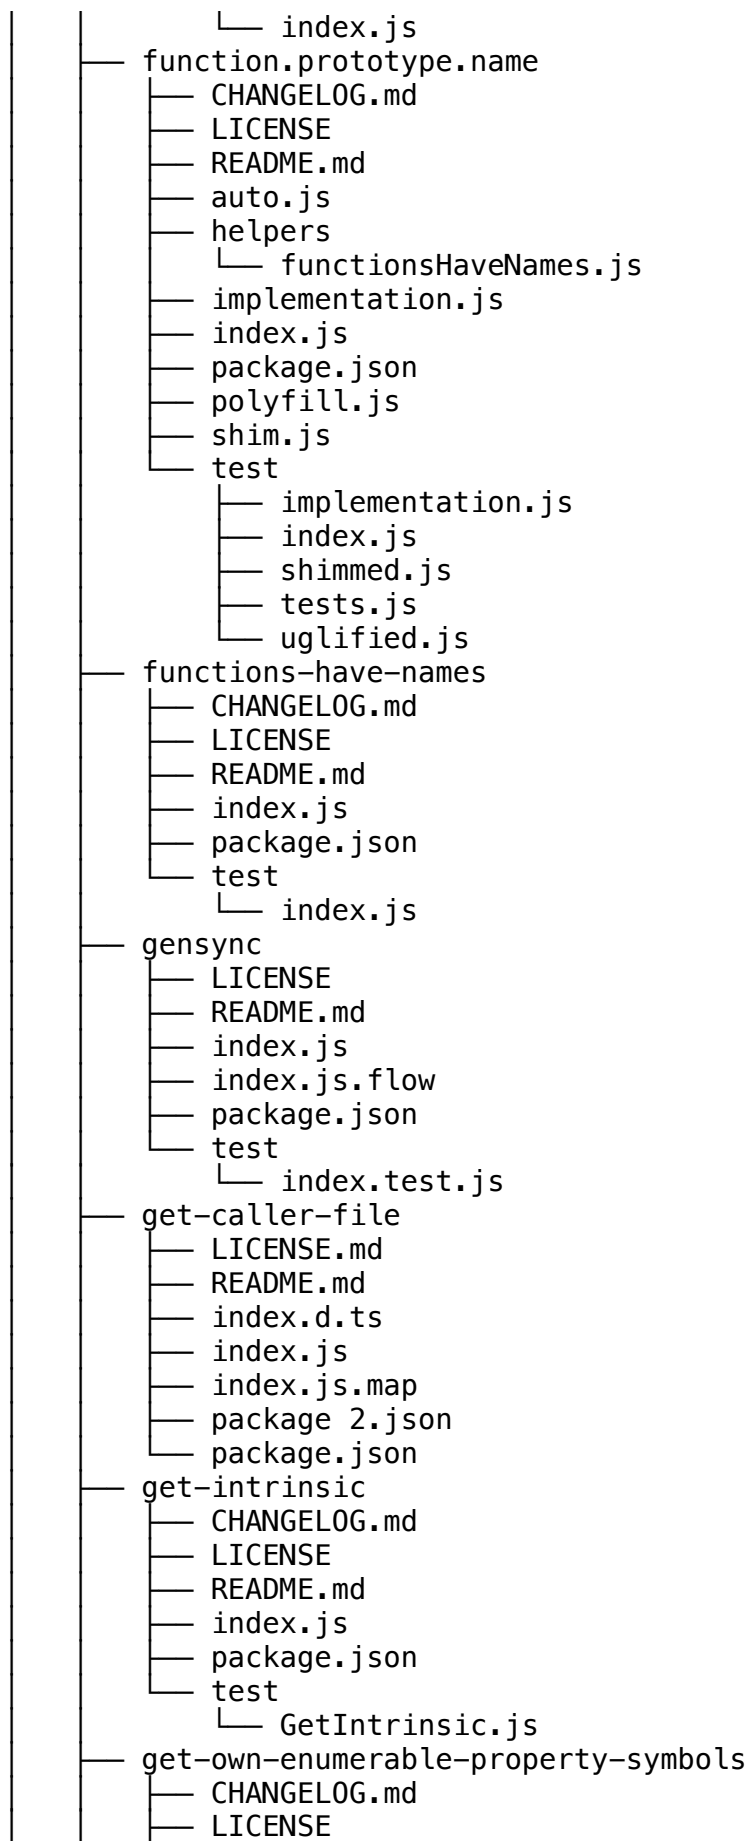 │   │       └── index.js
│   ├── function.prototype.name
│   │   ├── CHANGELOG.md
│   │   ├── LICENSE
│   │   ├── README.md
│   │   ├── auto.js
│   │   ├── helpers
│   │   │   └── functionsHaveNames.js
│   │   ├── implementation.js
│   │   ├── index.js
│   │   ├── package.json
│   │   ├── polyfill.js
│   │   ├── shim.js
│   │   └── test
│   │       ├── implementation.js
│   │       ├── index.js
│   │       ├── shimmed.js
│   │       ├── tests.js
│   │       └── uglified.js
│   ├── functions-have-names
│   │   ├── CHANGELOG.md
│   │   ├── LICENSE
│   │   ├── README.md
│   │   ├── index.js
│   │   ├── package.json
│   │   └── test
│   │       └── index.js
│   ├── gensync
│   │   ├── LICENSE
│   │   ├── README.md
│   │   ├── index.js
│   │   ├── index.js.flow
│   │   ├── package.json
│   │   └── test
│   │       └── index.test.js
│   ├── get-caller-file
│   │   ├── LICENSE.md
│   │   ├── README.md
│   │   ├── index.d.ts
│   │   ├── index.js
│   │   ├── index.js.map
│   │   ├── package 2.json
│   │   └── package.json
│   ├── get-intrinsic
│   │   ├── CHANGELOG.md
│   │   ├── LICENSE
│   │   ├── README.md
│   │   ├── index.js
│   │   ├── package.json
│   │   └── test
│   │       └── GetIntrinsic.js
│   ├── get-own-enumerable-property-symbols
│   │   ├── CHANGELOG.md
│   │   ├── LICENSE